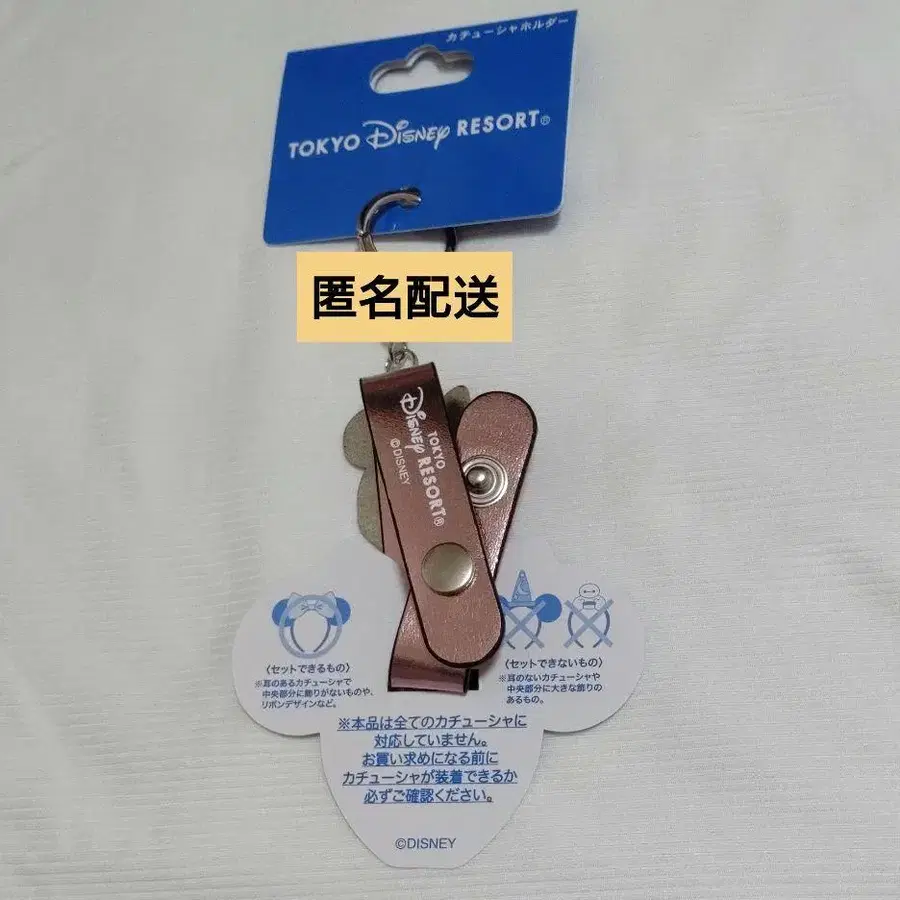 カチューシャホルダー
TOKYO Disney RESORT®
匿名配送
TOKYO
Disney RESORT®
©DISNEY
〈セットできるもの〉
※耳のあるカチューシャで
中央部分に飾りがないものや、
リボンデザインなど。
〈セットできないもの〉
※耳のないカチューシャや
中央部分に大きな飾りの
あるもの。
※本品は全てのカチューシャに
対応していません。
お買い求めになる前に
カチューシャが装着できるか
必ずご確認ください。
©DISNEY